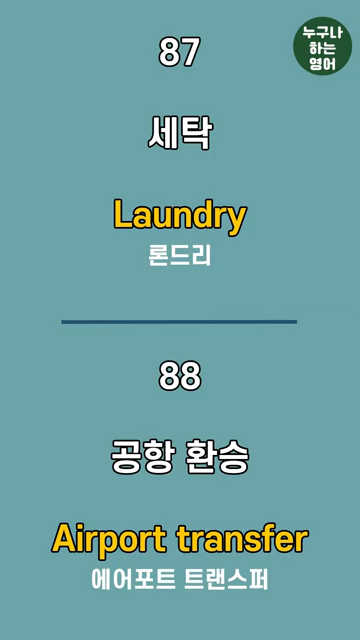 87
누구나
하는
영어
세탁
Laundry
론드리
88
공항 환승
Airport transfer
에어포트 트랜스퍼